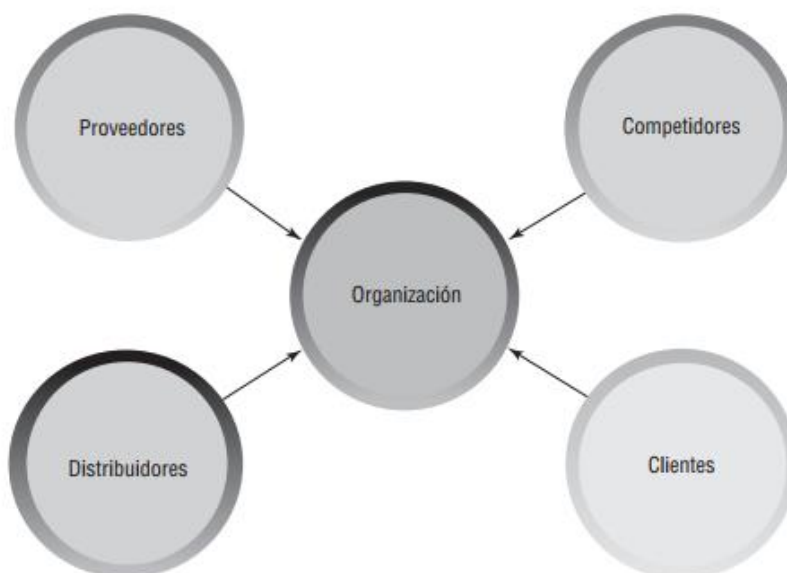 Proveedores
Competidores
Organización
Distribuidores
Clientes